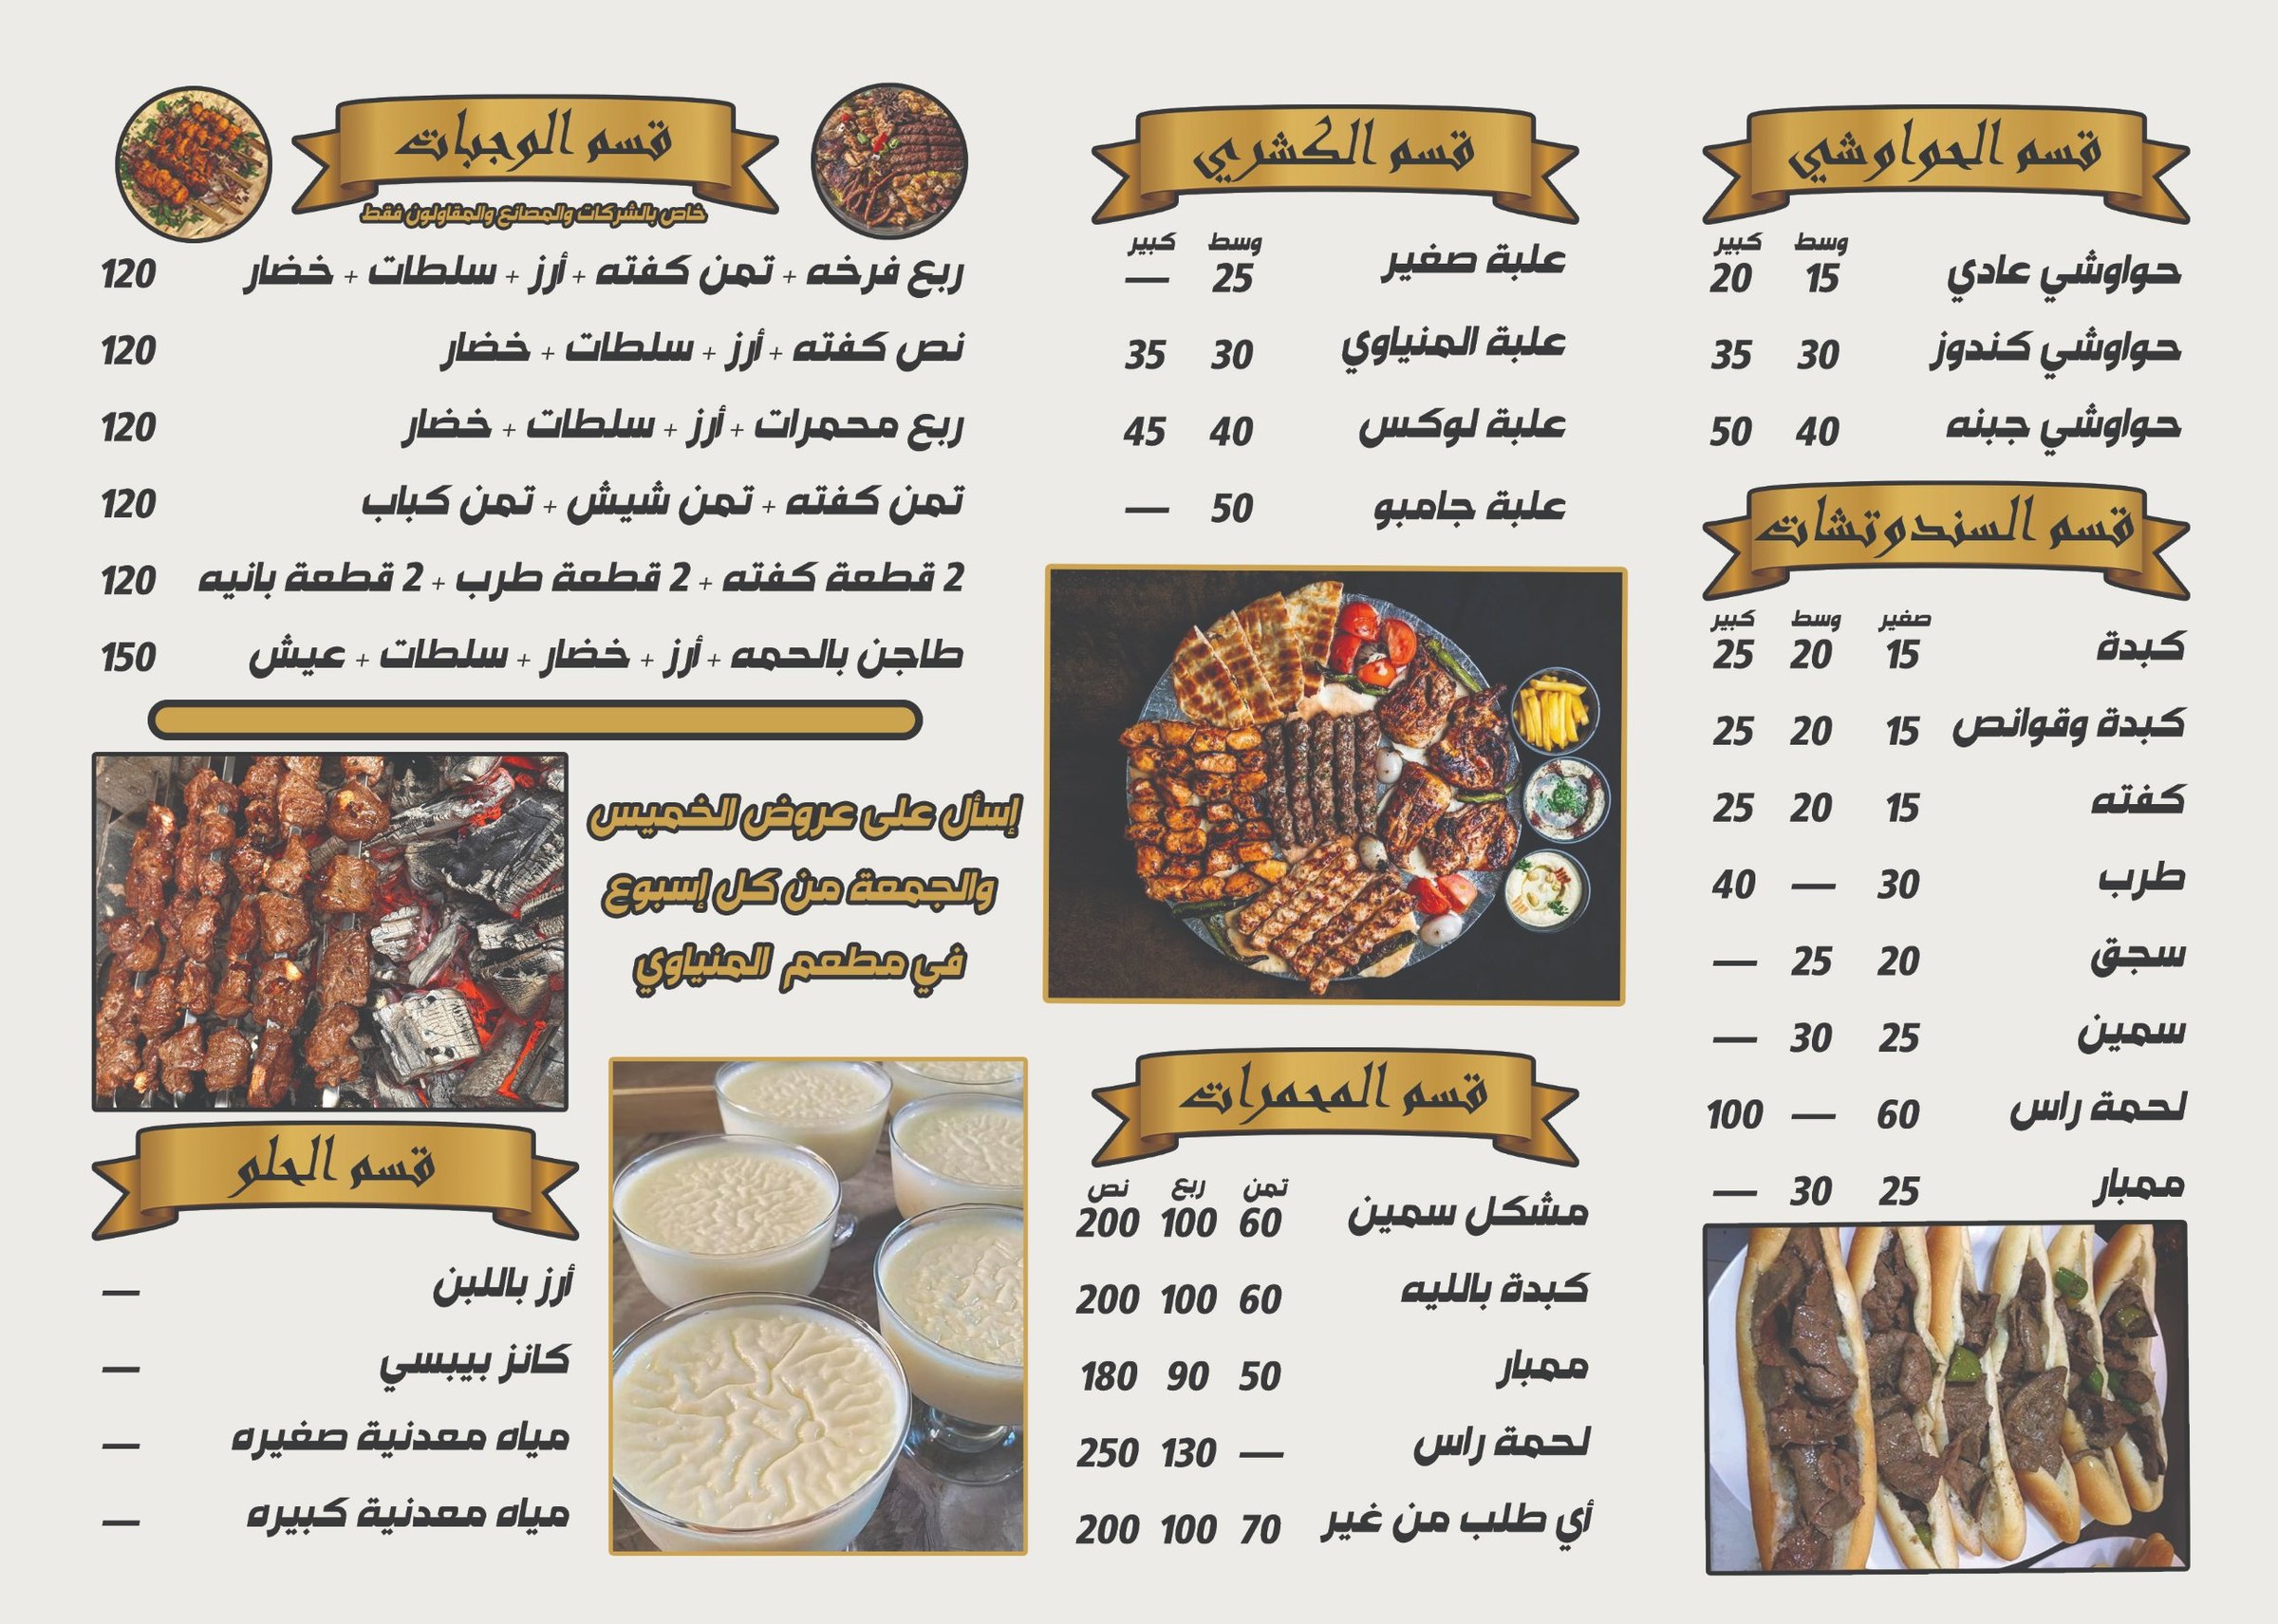 قسم الحواوشي
وسط كبير
حواوشي عادي 15 20
حواوشي كندوز 30 35
حواوشي جبنه 40 50
قسم السندوتشات
صغير وسط كبير
كبدة 15 20 25
كبدة وقوانص 15 20 25
كفته 15 20 25
طرب 30 — 40
سجق 20 25 —
سمين 25 30 —
لحمة راس 60 — 100
ممبار 25 30 —
قسم الكشري
وسط كبير
علبة صغير 25 —
علبة المنياوي 30 35
علبة لوكس 40 45
علبة جامبو 50 —
قسم المحمرات
تمن ربع نص
مشكل سمين 60 100 200
كبدة بالليه 60 100 200
ممبار 50 90 180
لحمة راس — 130 250
أي طلب من غير 70 100 200
قسم الوجبات
خاص بالشركات والمصانع والمقاولون فقط
ربع فرخه + تمن كفته + أرز + سلطات + خضار 120
نص كفته + أرز + سلطات + خضار 120
ربع محمرات + أرز + سلطات + خضار 120
تمن كفته + تمن شيش + تمن كباب 120
2 قطعة كفته + 2 قطعة طرب + 2 قطعة بانيه 120
طاجن بالحمه + أرز + خضار + سلطات + عيش 150
إسأل على عروض الخميس
والجمعة من كل إسبوع
في مطعم المنياوي
قسم الحلو
أرز باللبن —
كانز بيبسي —
مياه معدنية صغيره —
مياه معدنية كبيره —